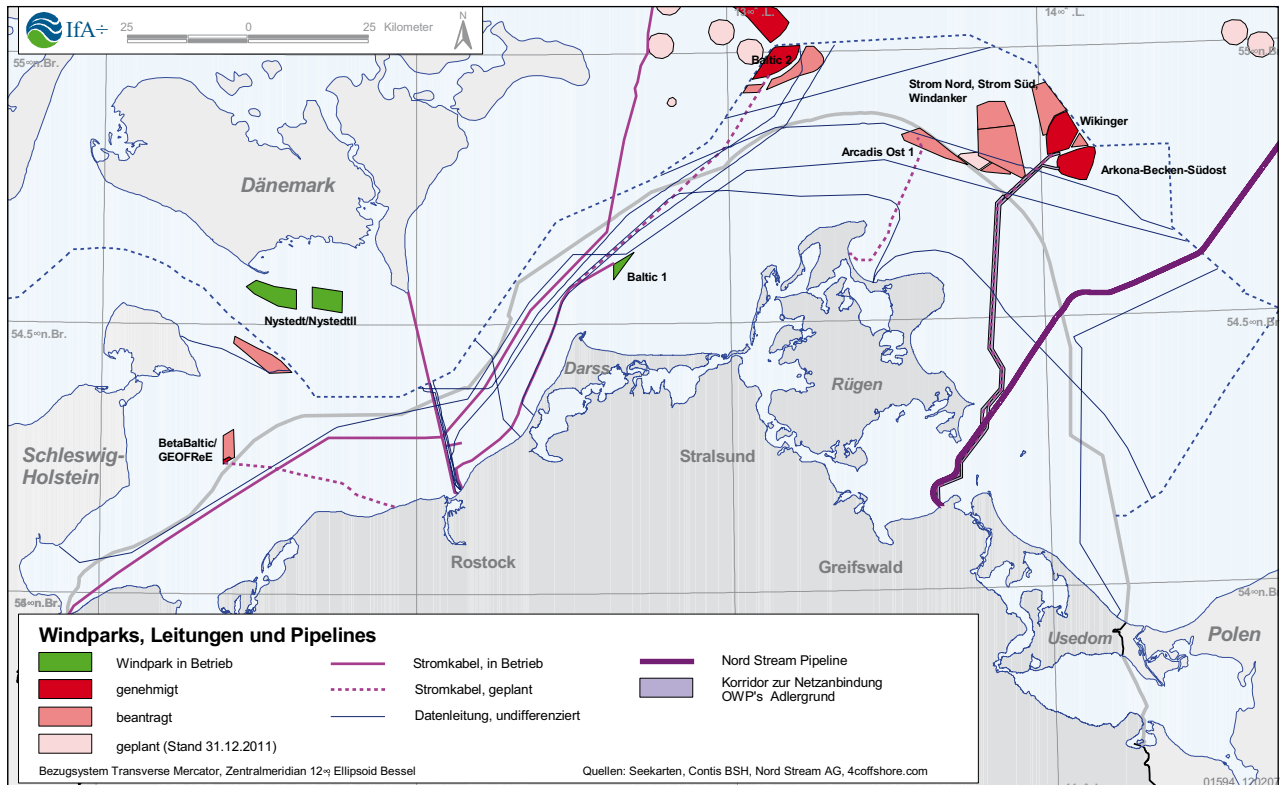 IfA÷
25 0 25 Kilometer
N
13∞ .L.
14∞ .L.
55∞n.Br.
55∞n.Br.
Baltic 2
Strom Nord, Strom Süd,
Windanker
Wikinger
Arcadis Ost 1
Arkona-Becken-Südost
Dänemark
Baltic 1
Nystedt/NystedtII
54.5∞n.Br.
54.5∞n.Br.
Darss
Rügen
BetaBaltic/
GEOFReE
Schleswig-
Holstein
Stralsund
Rostock
Greifswald
54∞n.Br.
Usedom
Polen
Windparks, Leitungen und Pipelines
Windpark in Betrieb
genehmigt
beantragt
geplant (Stand 31.12.2011)
Stromkabel, in Betrieb
Stromkabel, geplant
Datenleitung, undifferenziert
Nord Stream Pipeline
Korridor zur Netzanbindung
OWP's Adlergrund
Bezugsystem Transverse Mercator, Zentralmeridian 12∞, Ellipsoid Bessel
Quellen: Seekarten, Contis BSH, Nord Stream AG, 4coffshore.com
01594_120207